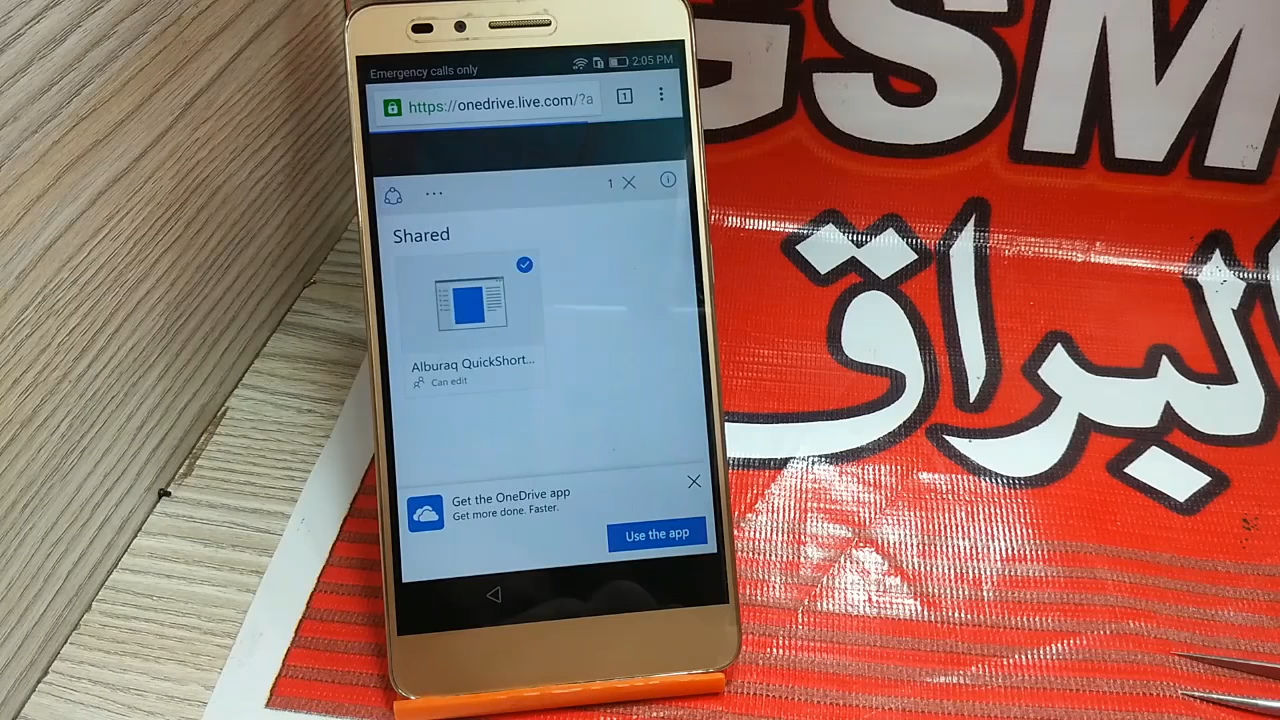 Emergency calls only
2:05 PM
https://onedrive.live.com/?a
1
1
Shared
Alburaq QuickShort...
Can edit
Get the OneDrive app
Get more done. Faster.
Use the app
GSM
البراق